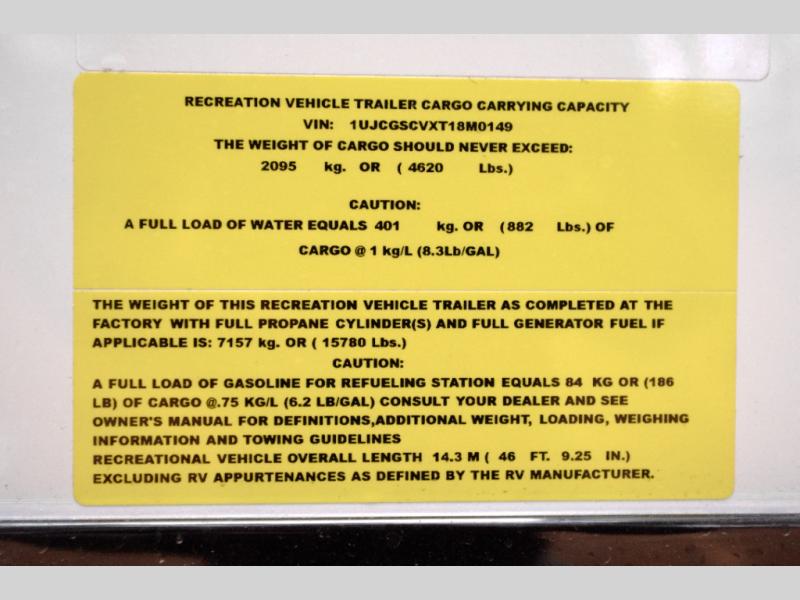 RECREATION VEHICLE TRAILER CARGO CARRYING CAPACITY
VIN: 1UJCGSCVXT18M0149
THE WEIGHT OF CARGO SHOULD NEVER EXCEED:
2095 kg. OR ( 4620 Lbs.)
CAUTION:
A FULL LOAD OF WATER EQUALS 401 kg. OR (882 Lbs.) OF
CARGO @ 1 kg/L (8.3Lb/GAL)
THE WEIGHT OF THIS RECREATION VEHICLE TRAILER AS COMPLETED AT THE
FACTORY WITH FULL PROPANE CYLINDER(S) AND FULL GENERATOR FUEL IF
APPLICABLE IS: 7157 kg. OR ( 15780 Lbs.)
CAUTION:
A FULL LOAD OF GASOLINE FOR REFUELING STATION EQUALS 84 KG OR (186
LB) OF CARGO @.75 KG/L (6.2 LB/GAL) CONSULT YOUR DEALER AND SEE
OWNER'S MANUAL FOR DEFINITIONS,ADDITIONAL WEIGHT, LOADING, WEIGHING
INFORMATION AND TOWING GUIDELINES
RECREATIONAL VEHICLE OVERALL LENGTH 14.3 M ( 46 FT. 9.25 IN.)
EXCLUDING RV APPURTENANCES AS DEFINED BY THE RV MANUFACTURER.